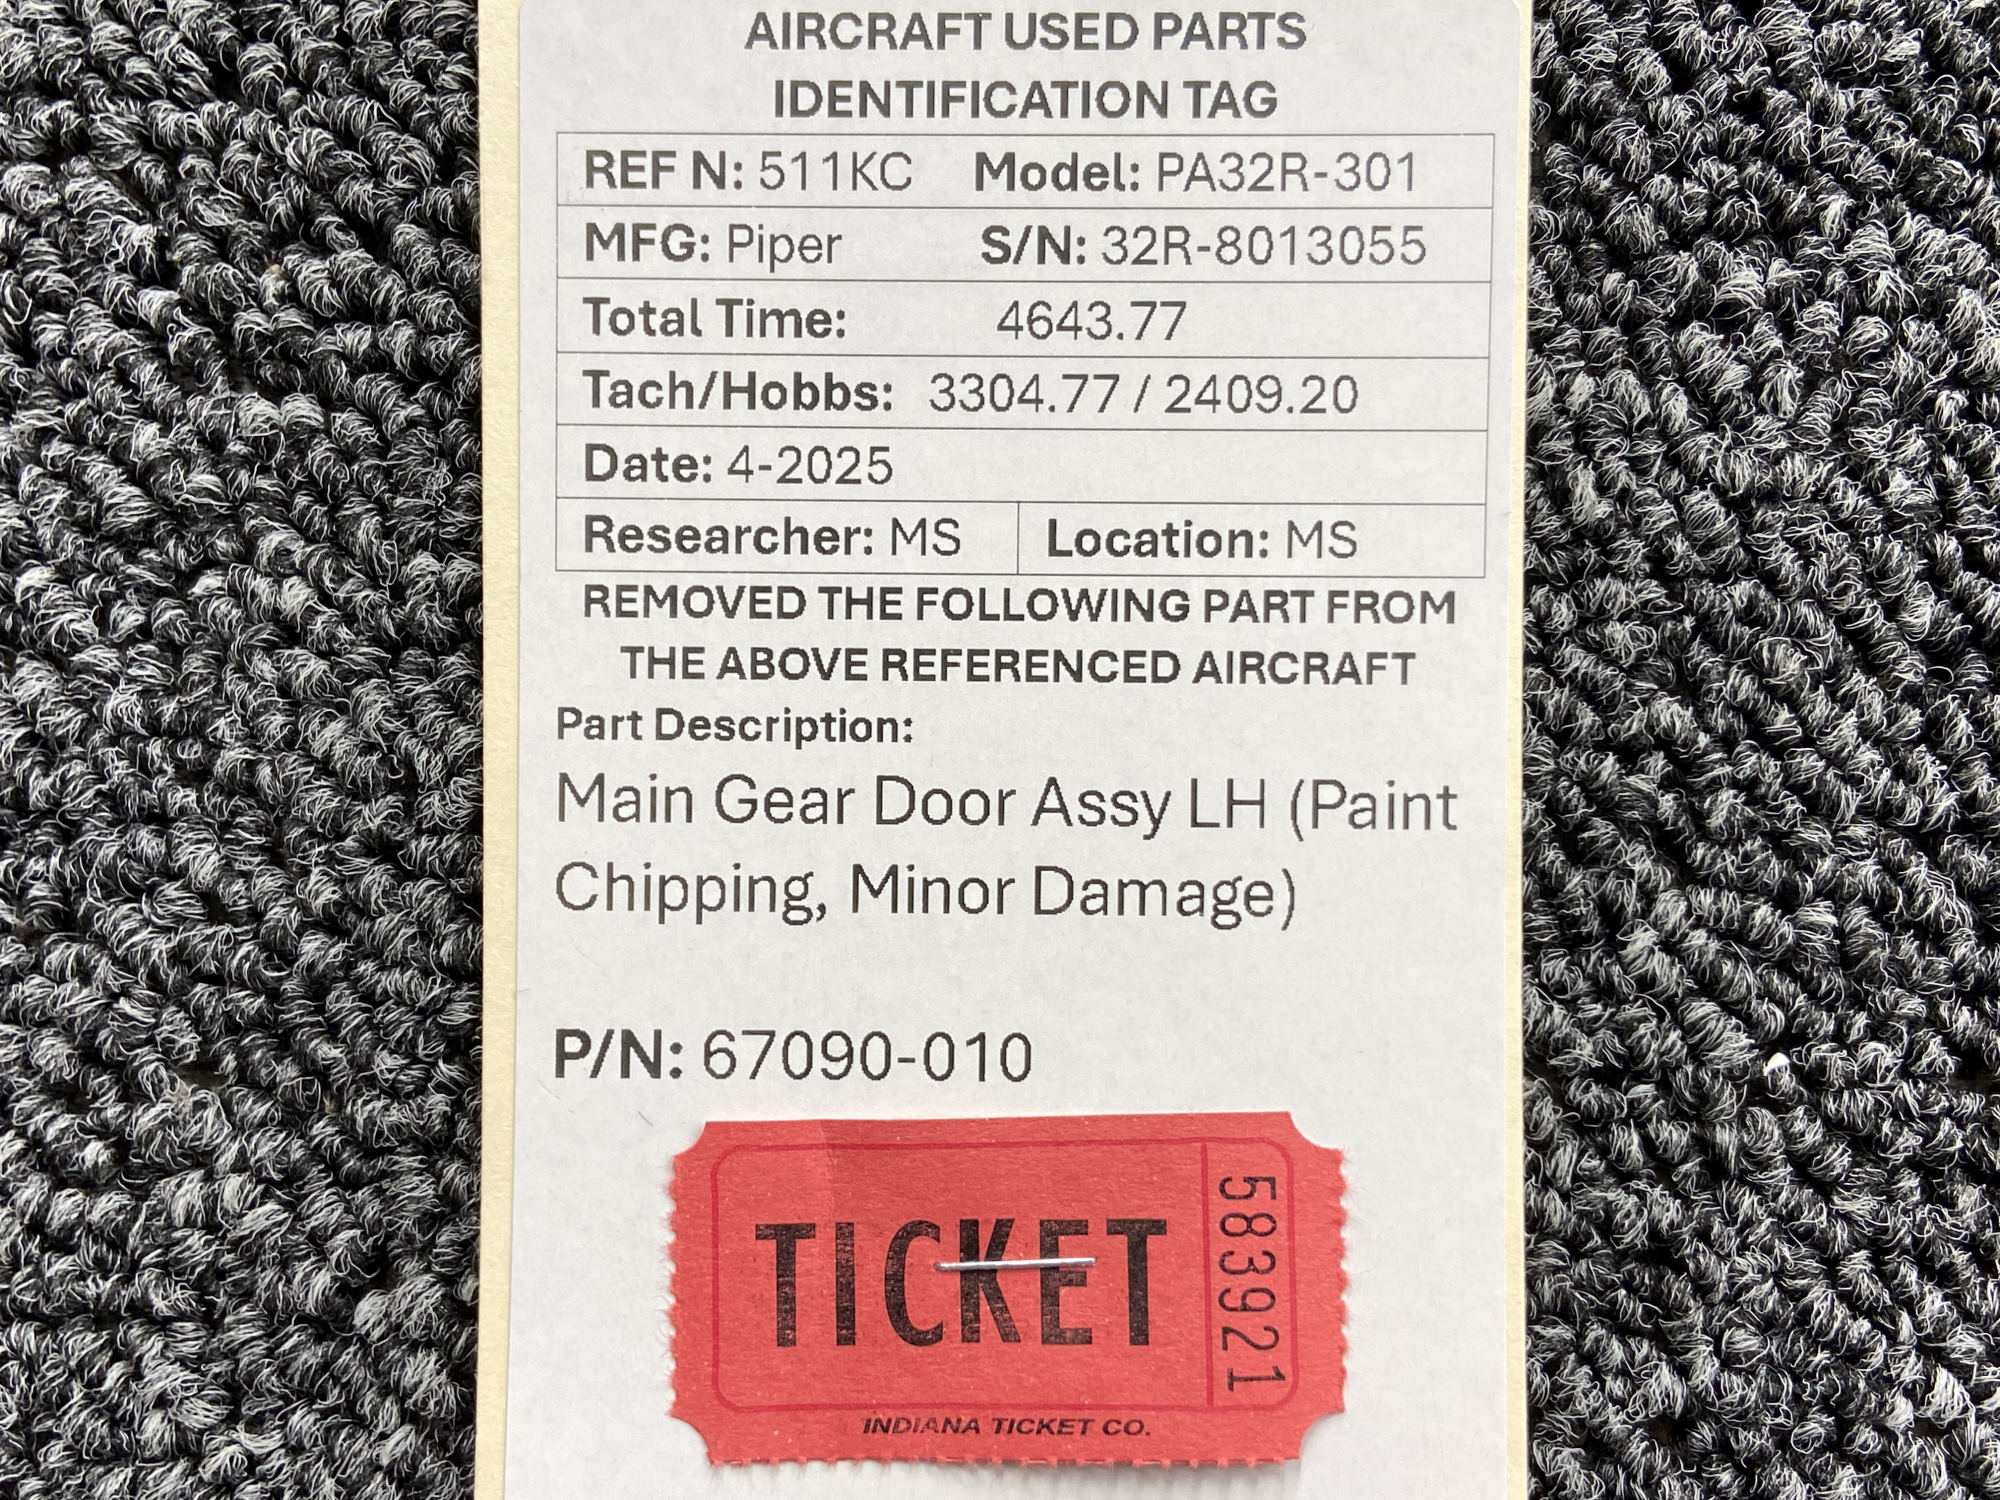 AIRCRAFT USED PARTS
IDENTIFICATION TAG
REF N: 511KC Model: PA32R-301
MFG: Piper S/N: 32R-8013055
Total Time: 4643.77
Tach/Hobbs: 3304.77 / 2409.20
Date: 4-2025
Researcher: MS Location: MS
REMOVED THE FOLLOWING PART FROM
THE ABOVE REFERENCED AIRCRAFT
Part Description:
Main Gear Door Assy LH (Paint
Chipping, Minor Damage)
P/N: 67090-010
TICKET
583921
INDIANA TICKET CO.